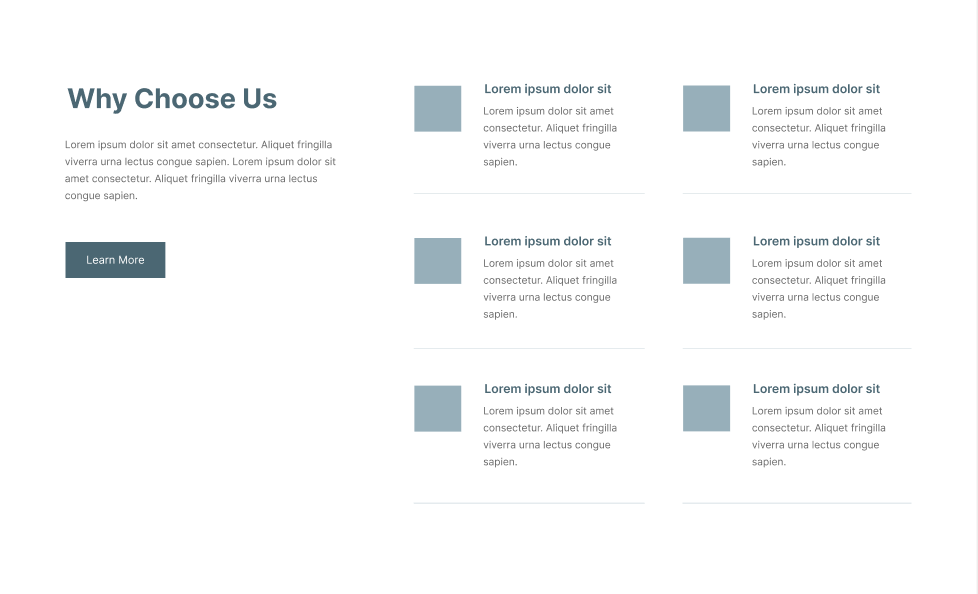 Why Choose Us
Lorem ipsum dolor sit amet consectetur. Aliquet fringilla
viverra urna lectus congue sapien. Lorem ipsum dolor sit
amet consectetur. Aliquet fringilla viverra urna lectus
congue sapien.
Learn More
Lorem ipsum dolor sit
Lorem ipsum dolor sit amet
consectetur. Aliquet fringilla
viverra urna lectus congue
sapien.
Lorem ipsum dolor sit
Lorem ipsum dolor sit amet
consectetur. Aliquet fringilla
viverra urna lectus congue
sapien.
Lorem ipsum dolor sit
Lorem ipsum dolor sit amet
consectetur. Aliquet fringilla
viverra urna lectus congue
sapien.
Lorem ipsum dolor sit
Lorem ipsum dolor sit amet
consectetur. Aliquet fringilla
viverra urna lectus congue
sapien.
Lorem ipsum dolor sit
Lorem ipsum dolor sit amet
consectetur. Aliquet fringilla
viverra urna lectus congue
sapien.
Lorem ipsum dolor sit
Lorem ipsum dolor sit amet
consectetur. Aliquet fringilla
viverra urna lectus congue
sapien.